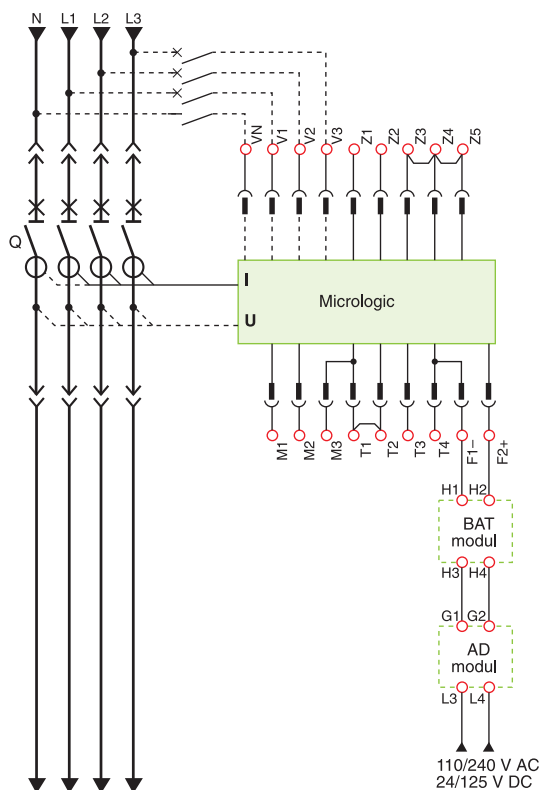 N L1 L2 L3
VN V1 V2 V3 Z1 Z2 Z3 Z4 Z5
Q
I
Micrologic
U
M1 M2 M3 T1 T2 T3 T4 F1– F2+
H1 H2
BAT
modul
H3 H4
G1 G2
AD
modul
L3 L4
110/240 V AC
24/125 V DC